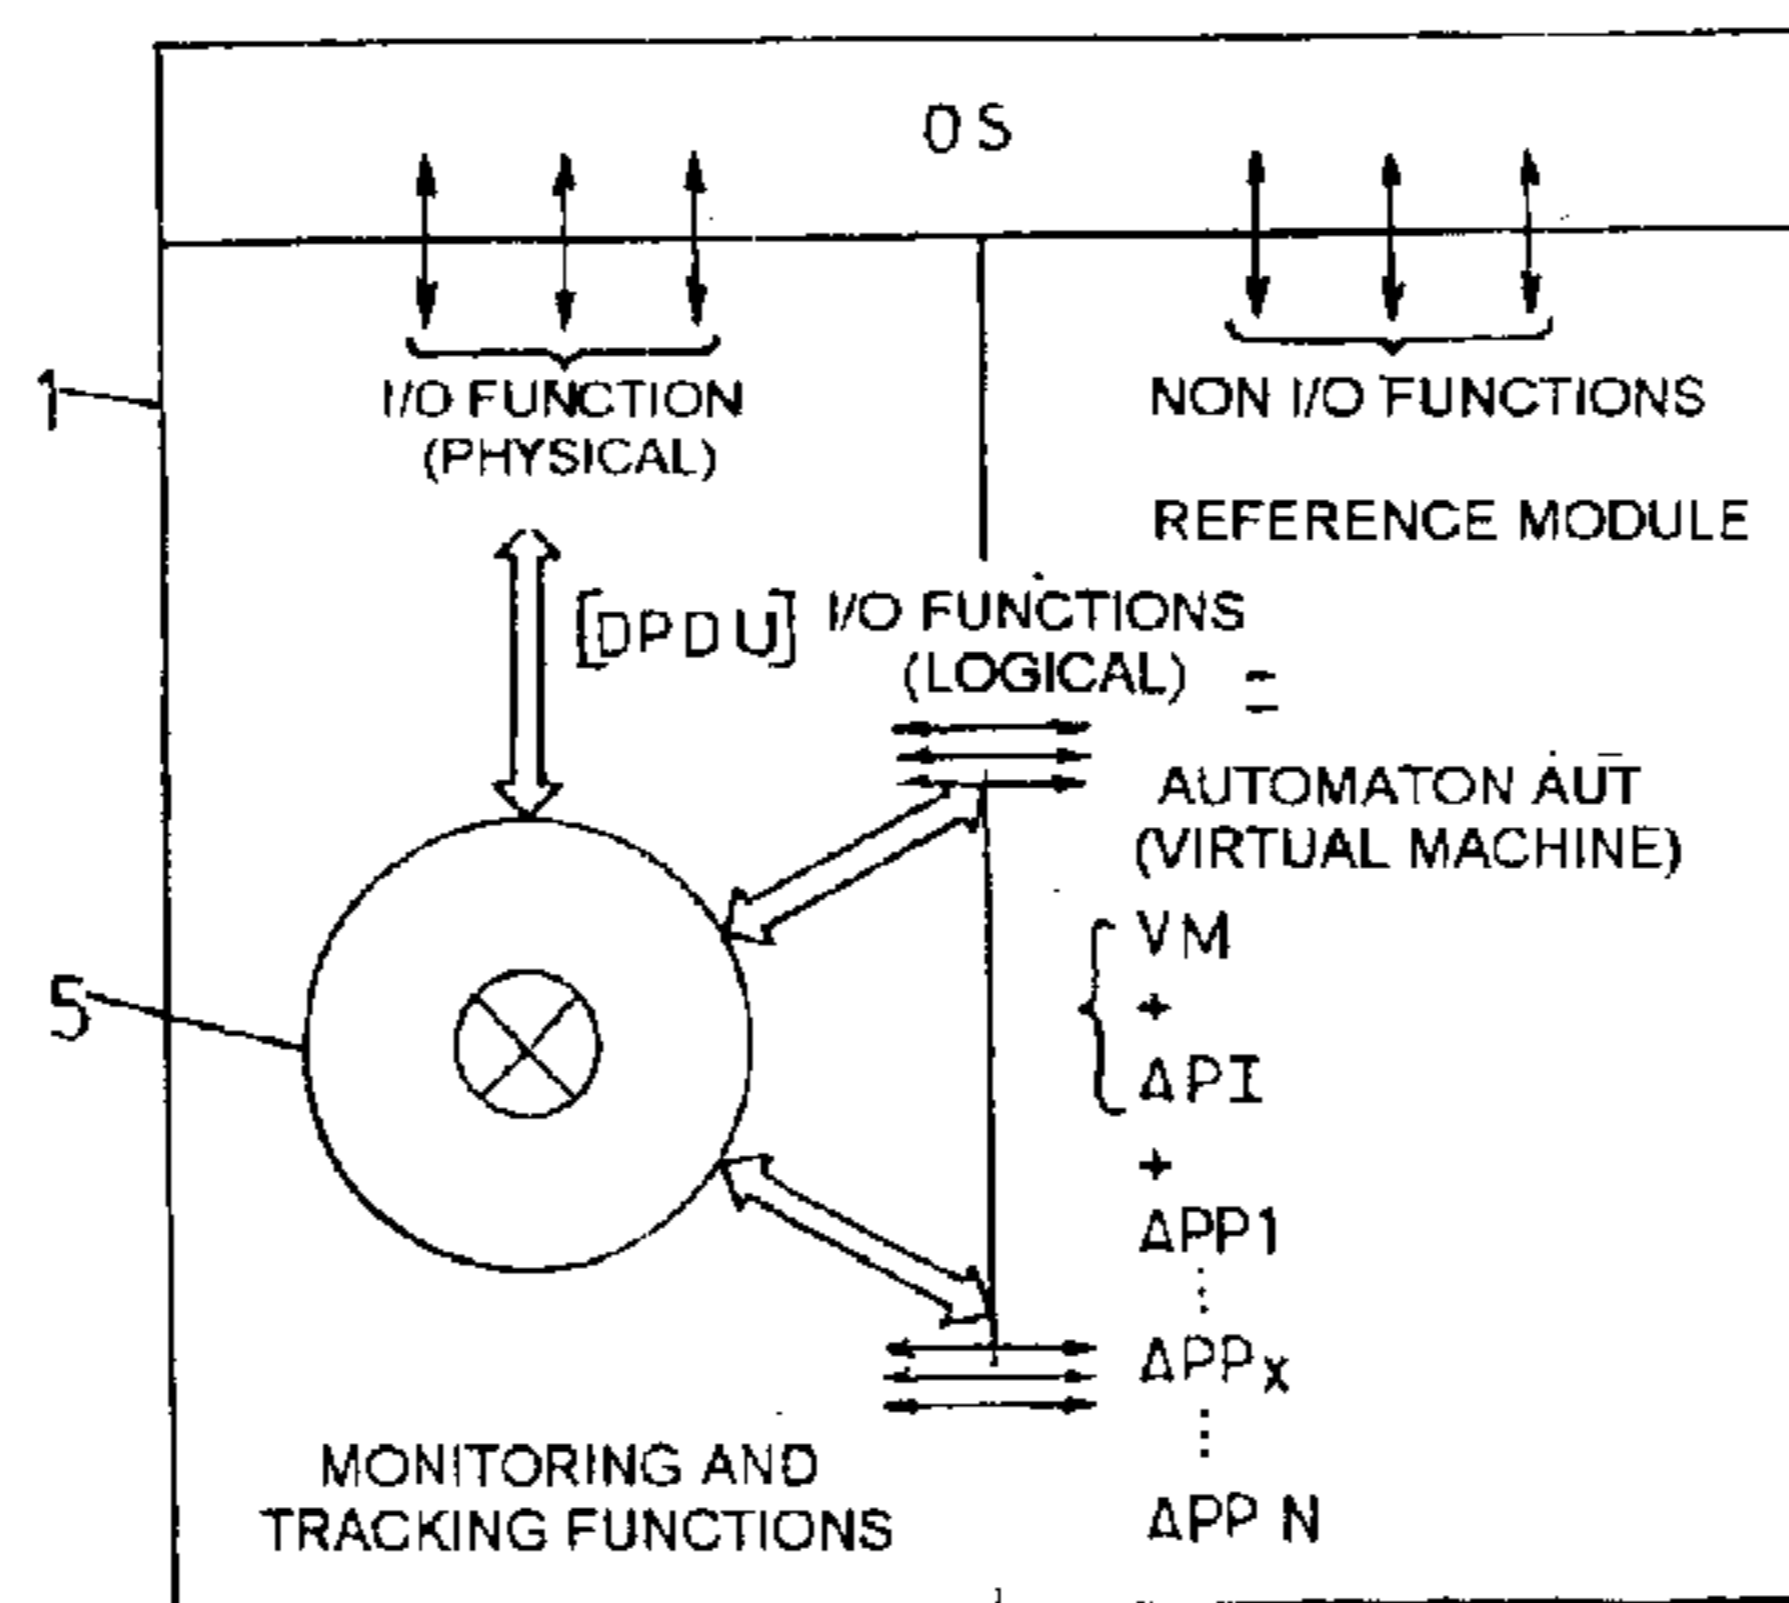 OS
1
I/O FUNCTION
(PHYSICAL)
NON I/O FUNCTIONS
REFERENCE MODULE
[DPDU]
I/O FUNCTIONS
(LOGICAL)
=
AUTOMATON AUT
(VIRTUAL MACHINE)
VM
+
API
+
APP1
⋮
APPx
⋮
APP N
5
MONITORING AND
TRACKING FUNCTIONS